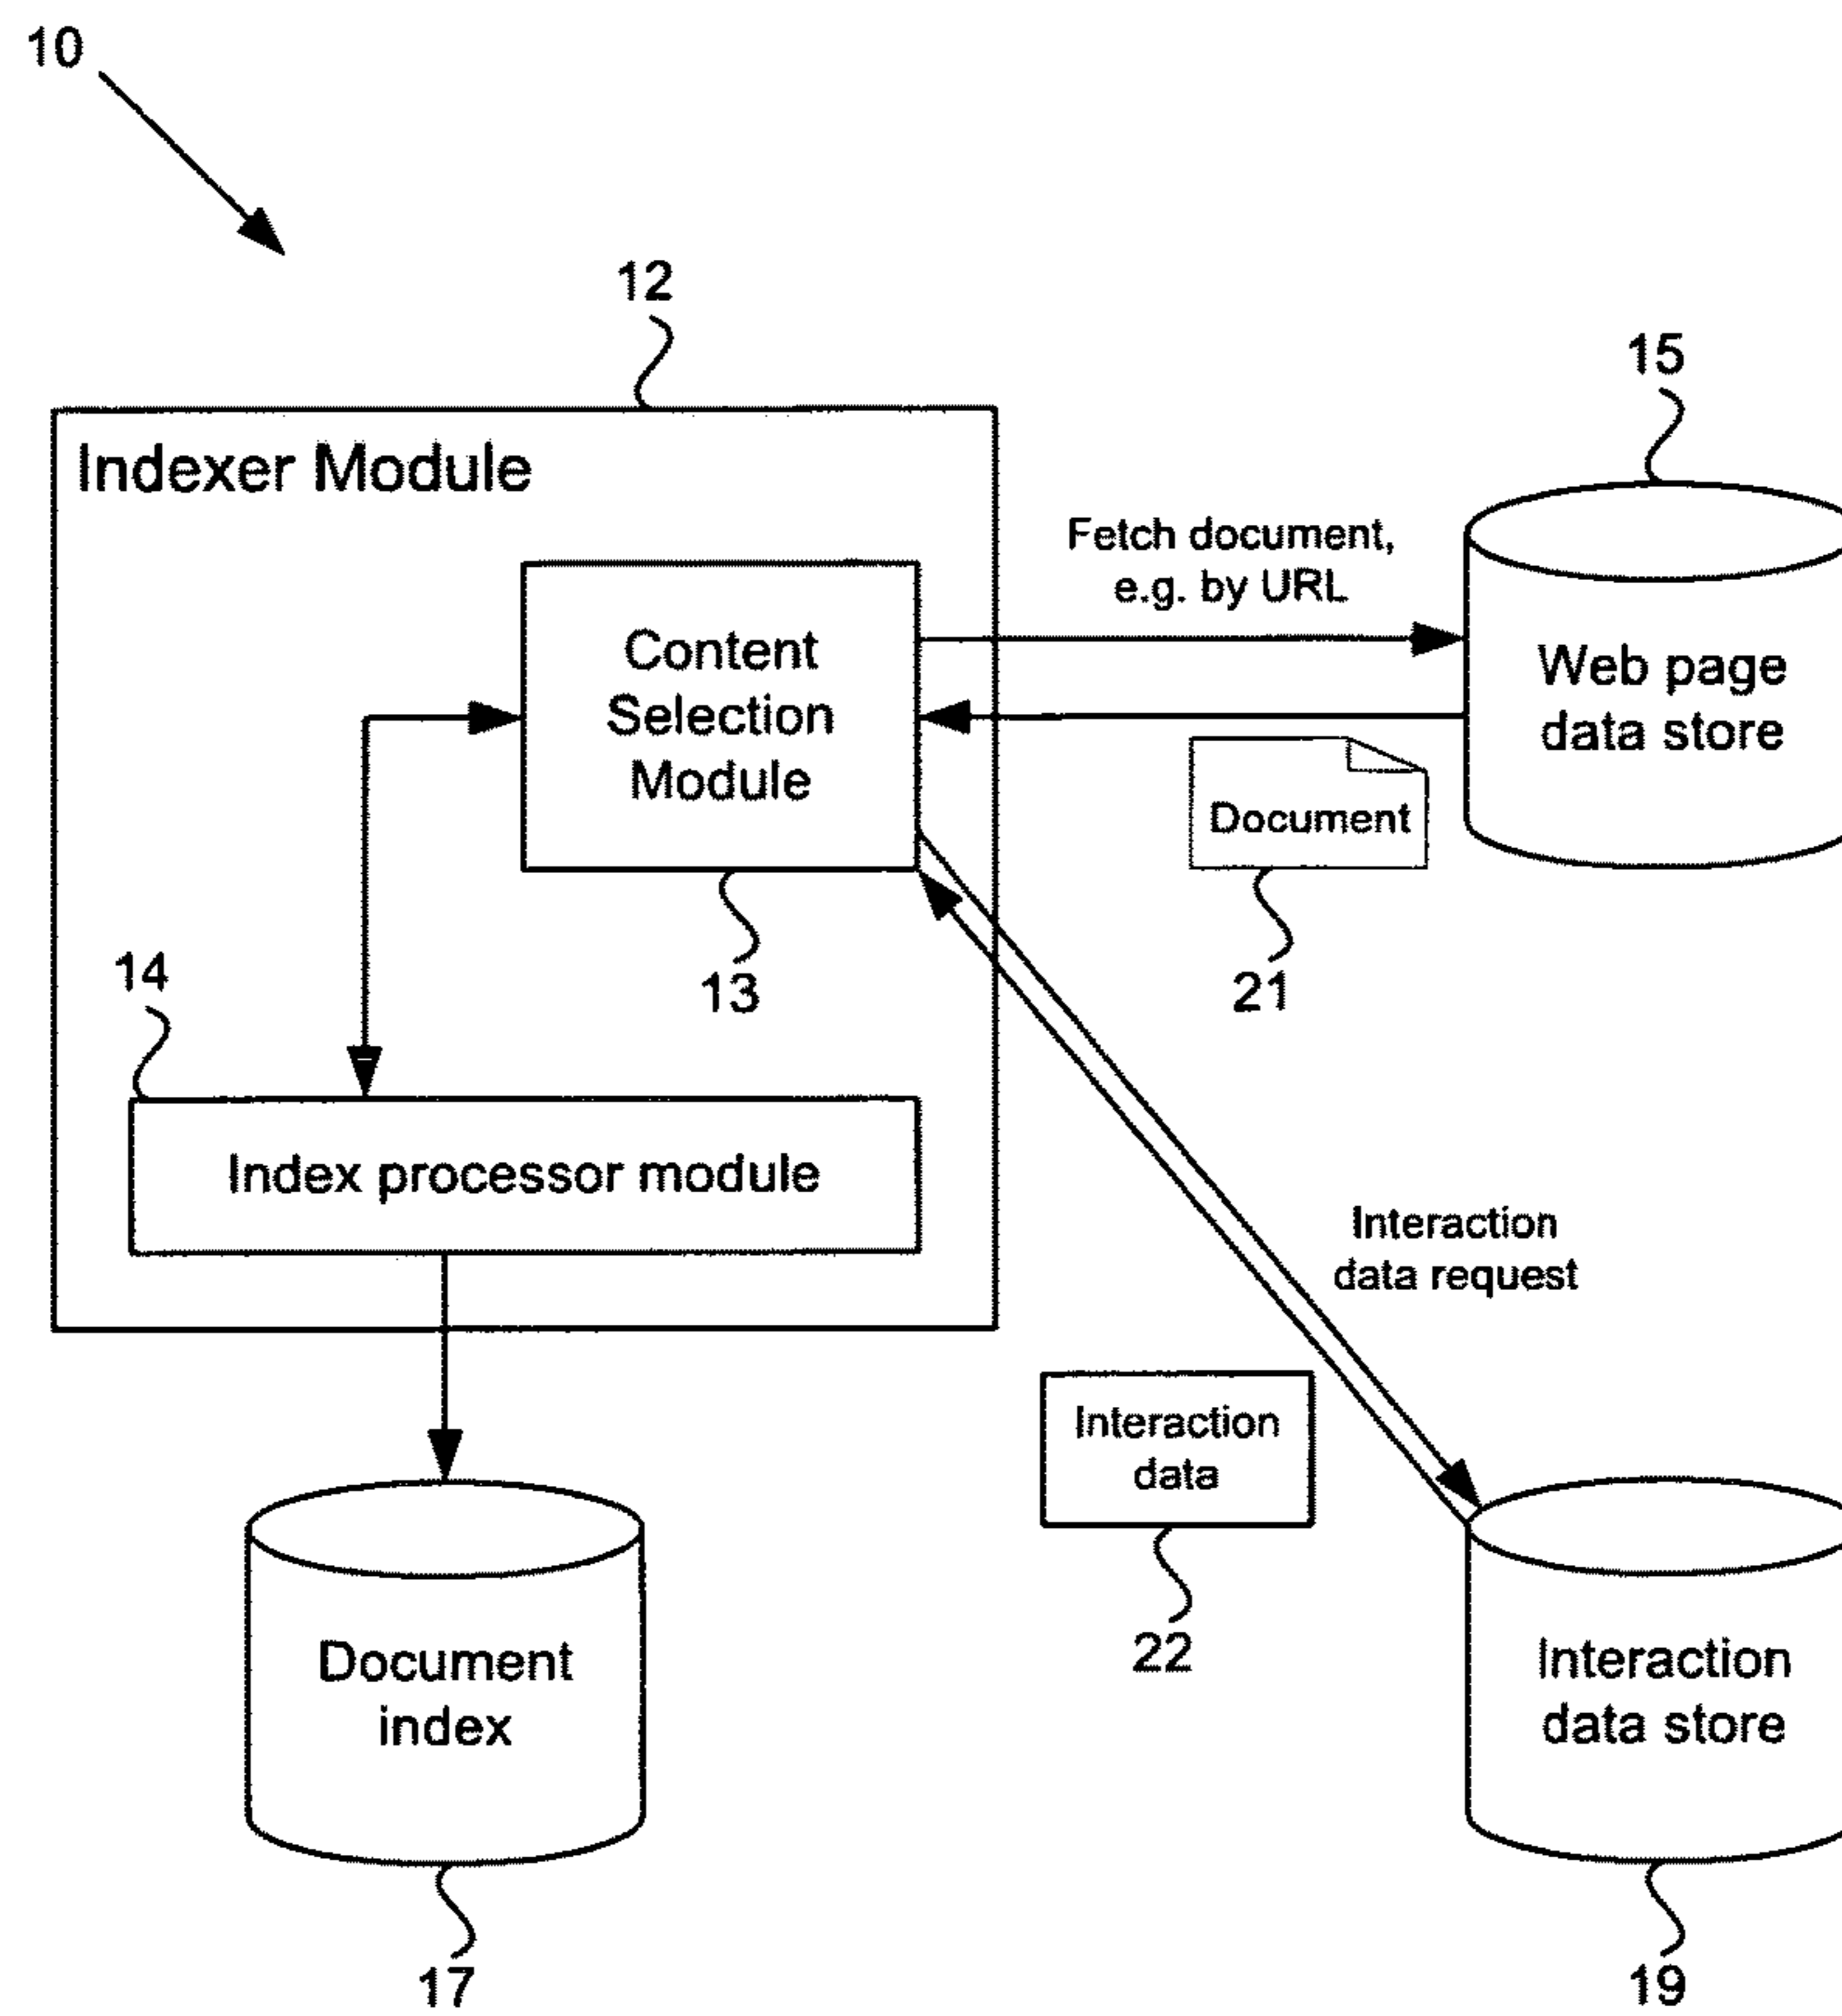 10
12
15
Indexer Module
Fetch document,
e.g. by URL
Content
Selection
Module
Web page
data store
Document
14
13
21
Index processor module
Interaction
data request
Interaction
data
22
Document
index
Interaction
data store
17
19